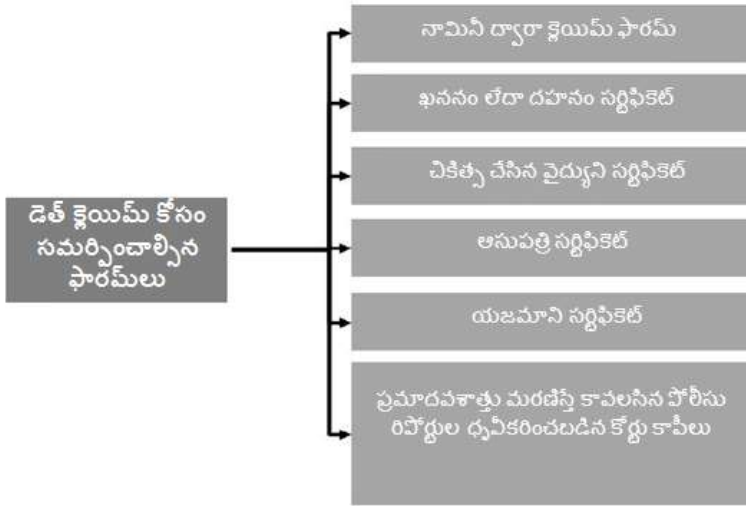 డెత్ క్లెయిమ్ కోసం
సమర్పించాల్సిన
ఫారమ్‌లు
నామినీ ద్వారా క్లెయిమ్ ఫారమ్
ఖననం లేదా దహనం సర్టిఫికెట్
చికిత్స చేసిన వైద్యుని సర్టిఫికెట్
ఆసుపత్రి సర్టిఫికెట్
యజమాని సర్టిఫికెట్
ప్రమాదవశాత్తు మరణిస్తే కావలసిన పోలీసు
రిపోర్టుల ధృవీకరించబడిన కోర్టు కాపీలు